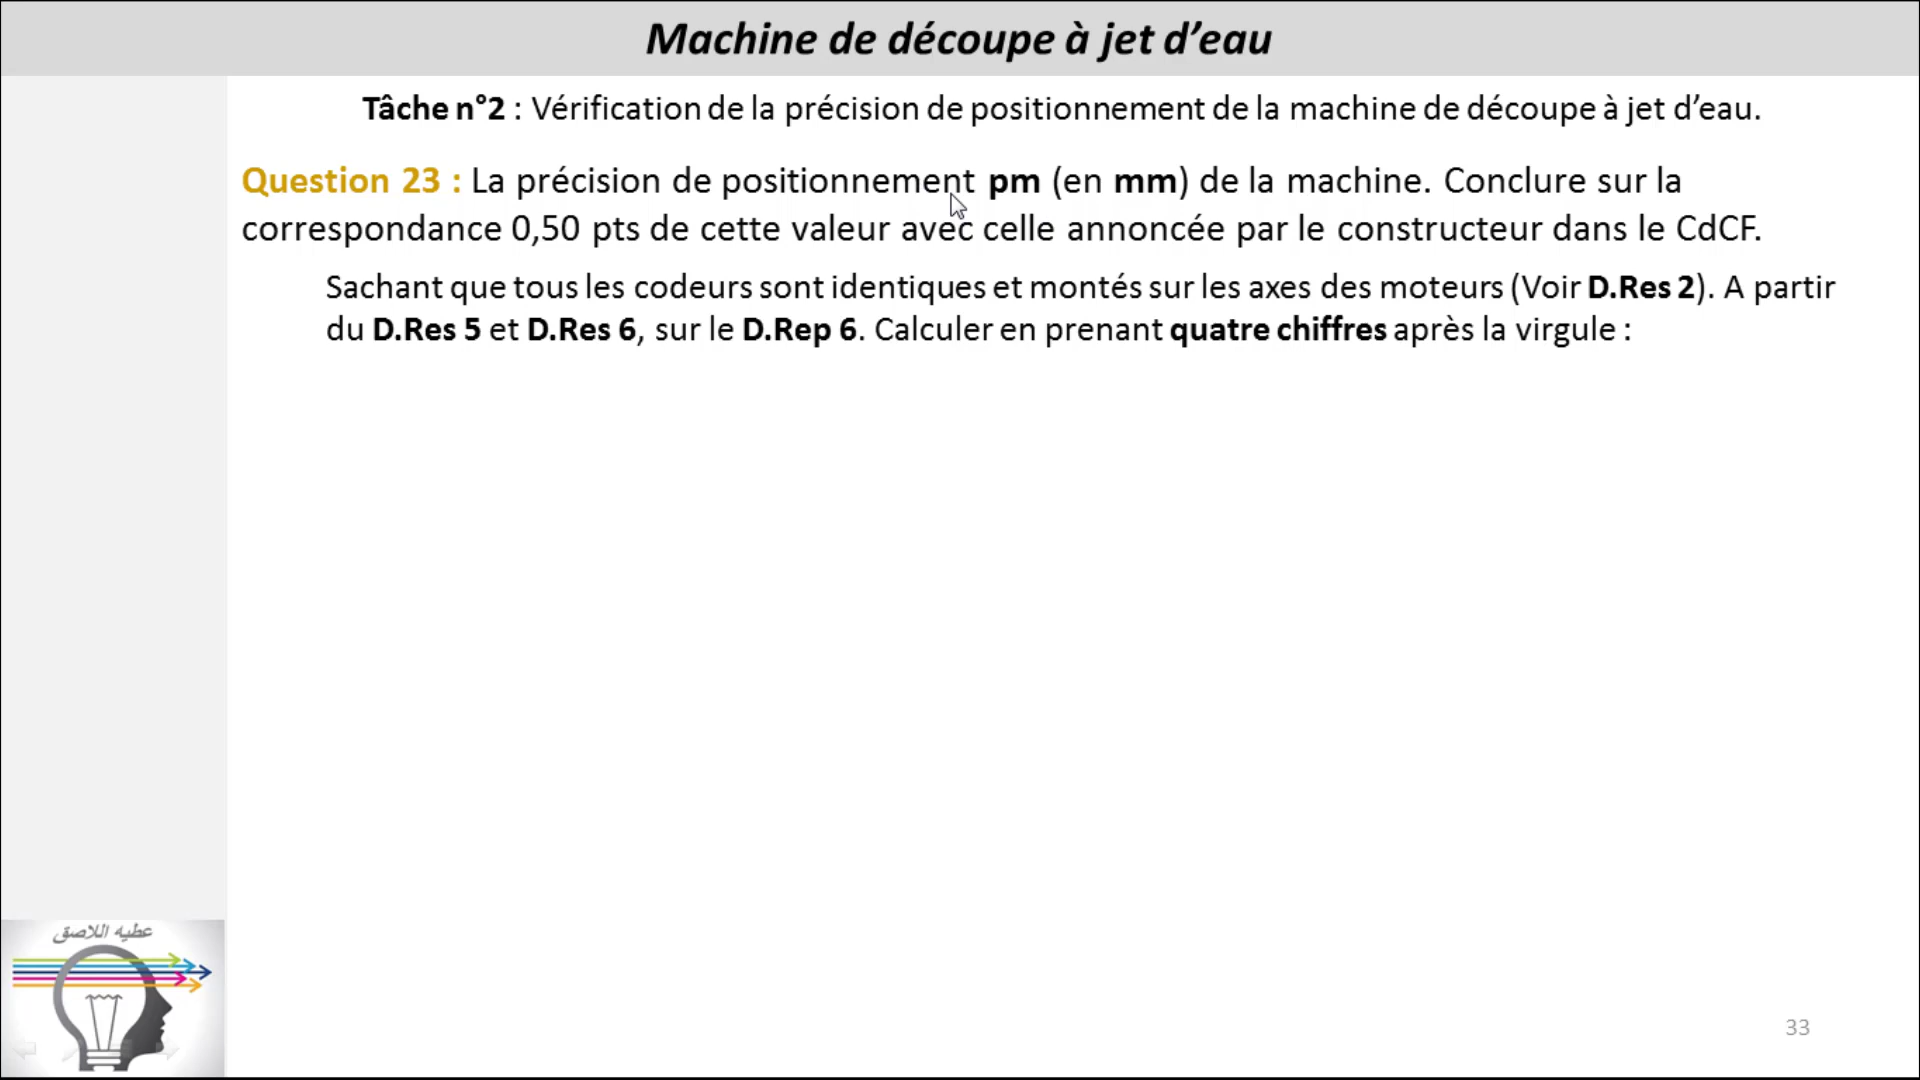 Machine de découpe à jet d’eau
Tâche n°2 : Vérification de la précision de positionnement de la machine de découpe à jet d’eau.
Question 23 : La précision de positionnement pm (en mm) de la machine. Conclure sur la
correspondance 0,50 pts de cette valeur avec celle annoncée par le constructeur dans le CdCF.
Sachant que tous les codeurs sont identiques et montés sur les axes des moteurs (Voir D.Res 2). A partir
du D.Res 5 et D.Res 6, sur le D.Rep 6. Calculer en prenant quatre chiffres après la virgule :
عطيه اللاصق
33